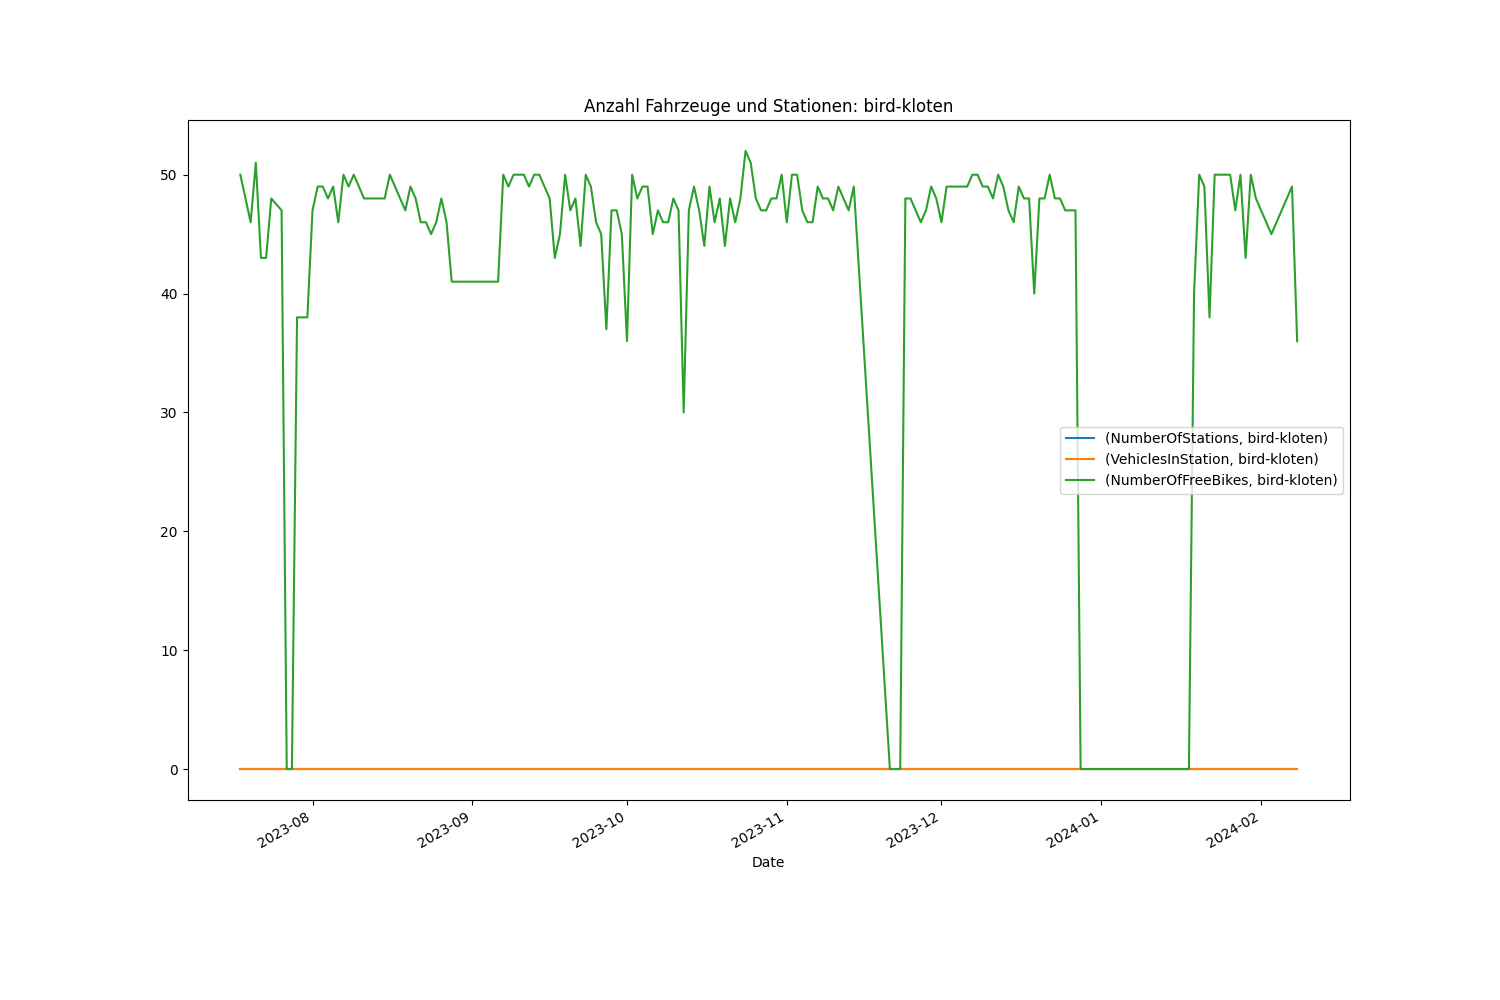 Anzahl Fahrzeuge und Stationen: bird-kloten
50
40
30
20
10
0
(NumberOfStations, bird-kloten)
(VehiclesInStation, bird-kloten)
(NumberOfFreeBikes, bird-kloten)
2023-08
2023-09
2023-10
2023-11
2023-12
2024-01
2024-02
Date